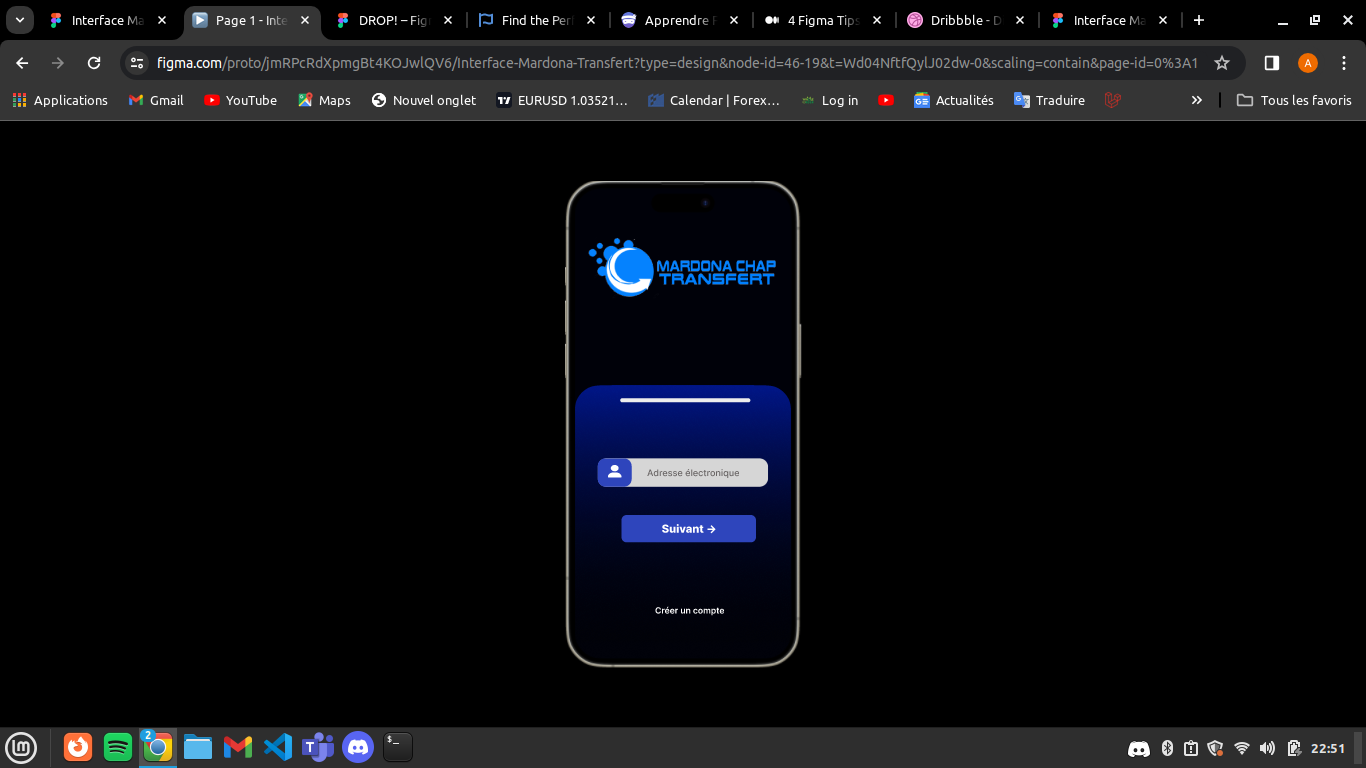 Interface Ma
Page 1 - Inte
DROP! – Figm
Find the Perf
Apprendre F
4 Figma Tips
Dribbble - D
Interface Ma
figma.com/proto/jmRPcRdXpmgBt4KOJwlQV6/Interface-Mardona-Transfert?type=design&node-id=46-19&t=Wd04NftfQylJ02dw-0&scaling=contain&page-id=0%3A1
A
Applications
Gmail
YouTube
Maps
Nouvel onglet
EURUSD 1.03521…
Calendar | Forex…
Log in
Actualités
Traduire
Tous les favoris
MARDONA CHAP
TRANSFERT
Adresse électronique
Suivant →
Créer un compte
2
22:51